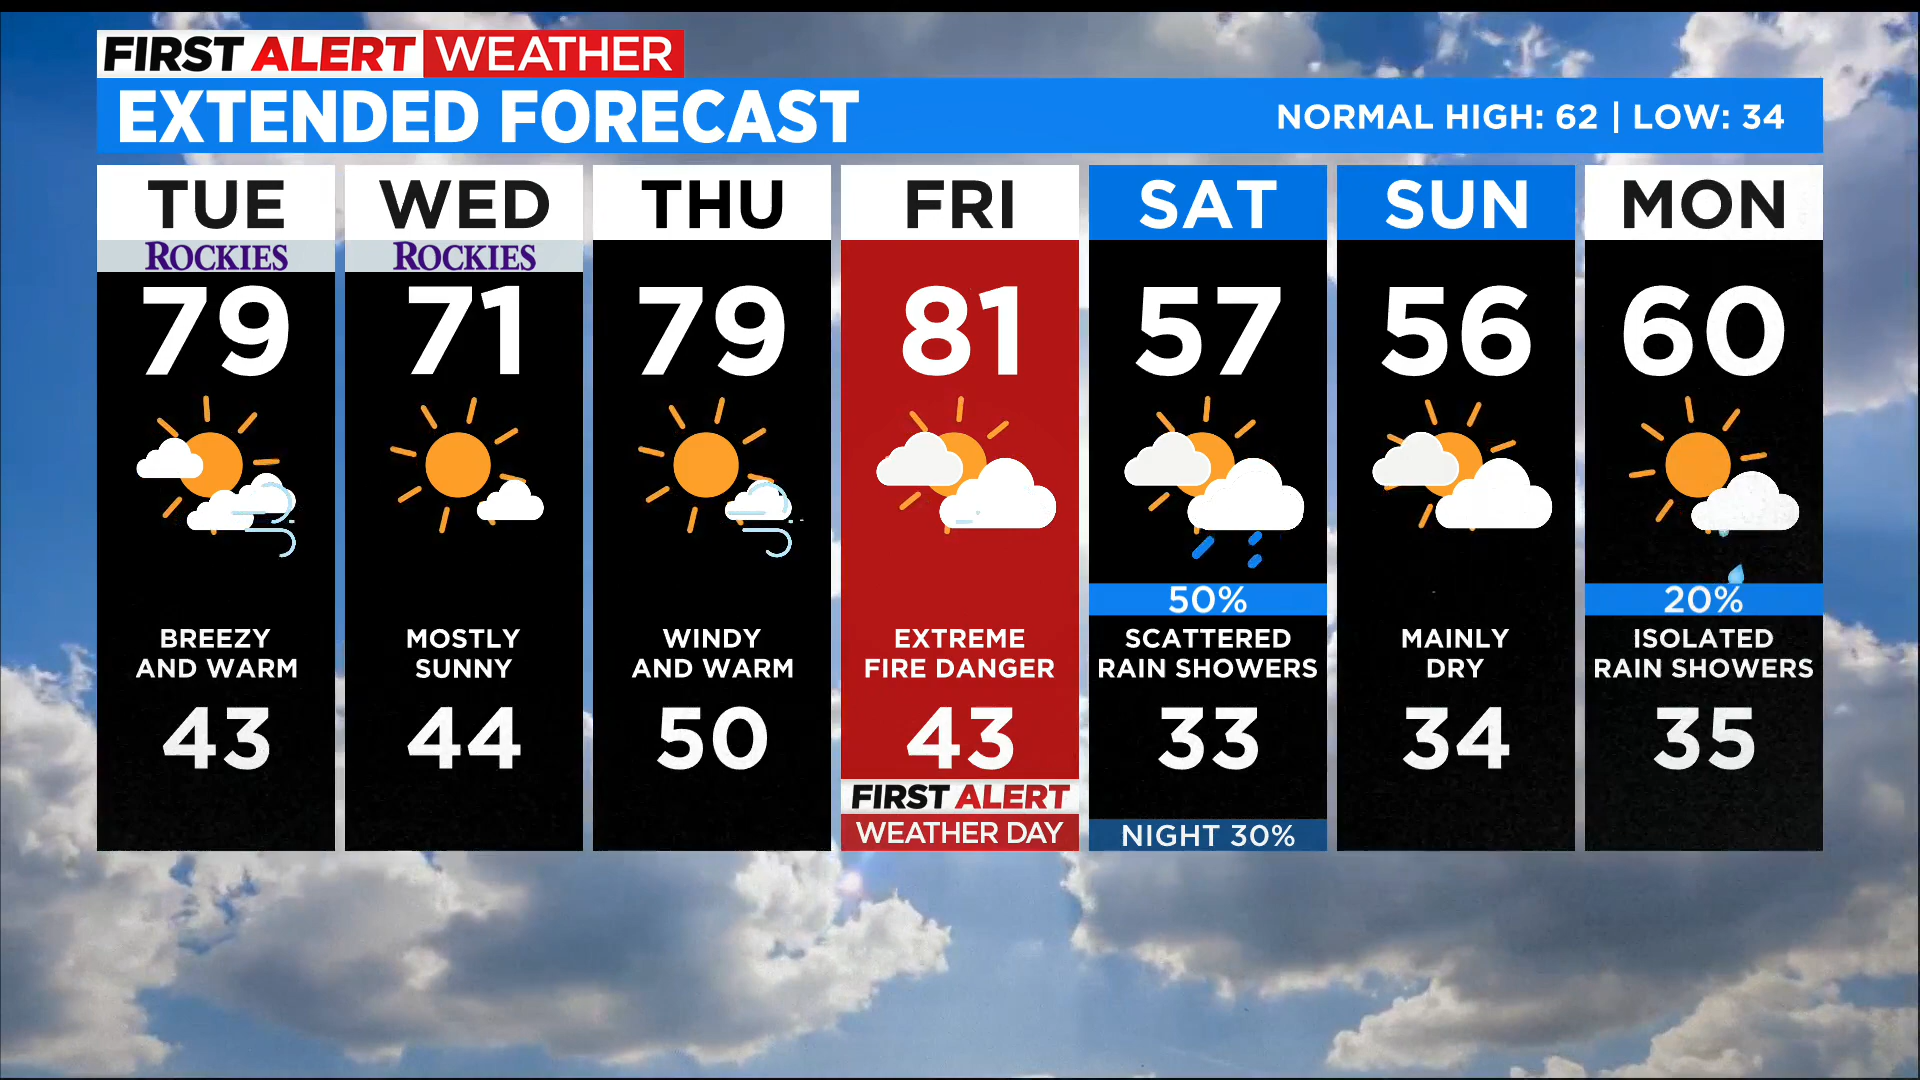 FIRST ALERT WEATHER
EXTENDED FORECAST
NORMAL HIGH: 62 | LOW: 34
TUE
ROCKIES
79
BREEZY
AND WARM
43
WED
ROCKIES
71
MOSTLY
SUNNY
44
THU
79
WINDY
AND WARM
50
FRI
81
EXTREME
FIRE DANGER
43
FIRST ALERT
WEATHER DAY
SAT
57
50%
SCATTERED
RAIN SHOWERS
33
NIGHT 30%
SUN
56
MAINLY
DRY
34
MON
60
20%
ISOLATED
RAIN SHOWERS
35